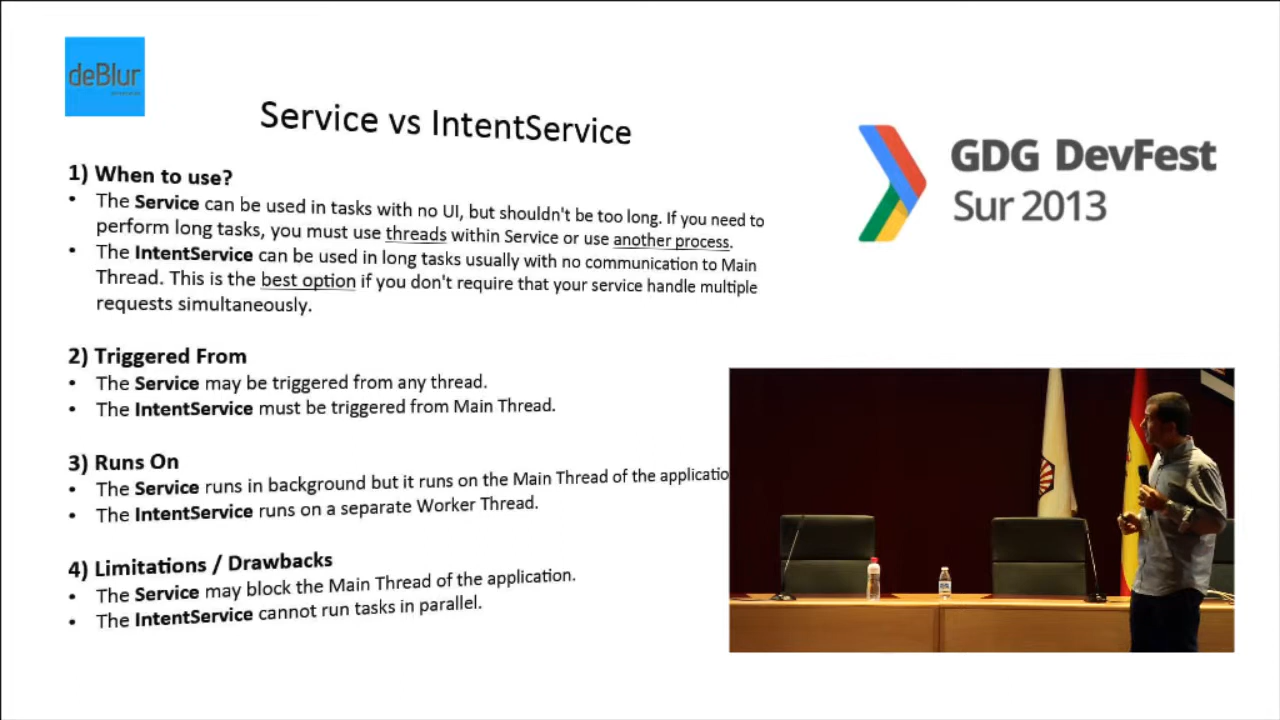 deBlur
Service vs IntentService
1) When to use?
• The Service can be used in tasks with no UI, but shouldn't be too long. If you need to
perform long tasks, you must use threads within Service or use another process.
• The IntentService can be used in long tasks usually with no communication to Main
Thread. This is the best option if you don't require that your service handle multiple
requests simultaneously.
2) Triggered From
• The Service may be triggered from any thread.
• The IntentService must be triggered from Main Thread.
3) Runs On
• The Service runs in background but it runs on the Main Thread of the applicatio
• The IntentService runs on a separate Worker Thread.
4) Limitations / Drawbacks
• The Service may block the Main Thread of the application.
• The IntentService cannot run tasks in parallel.
GDG DevFest
Sur 2013